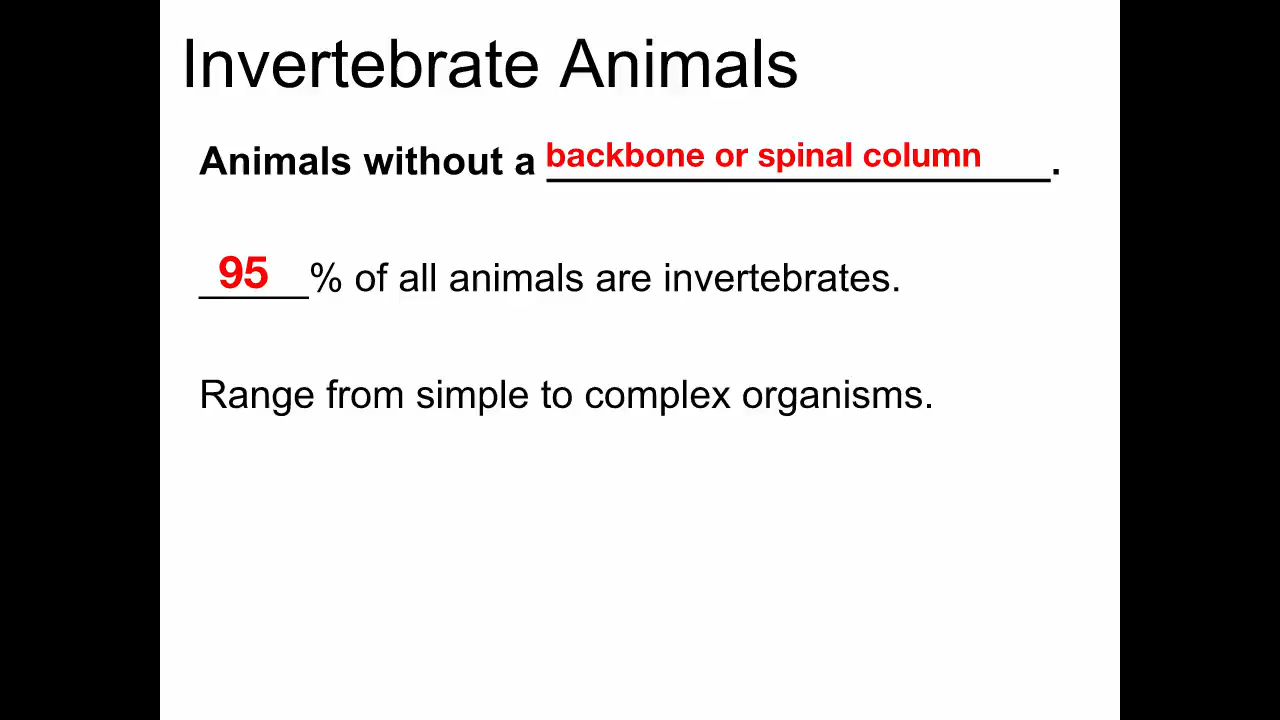 Invertebrate Animals
Animals without a backbone or spinal column.
95% of all animals are invertebrates.
Range from simple to complex organisms.